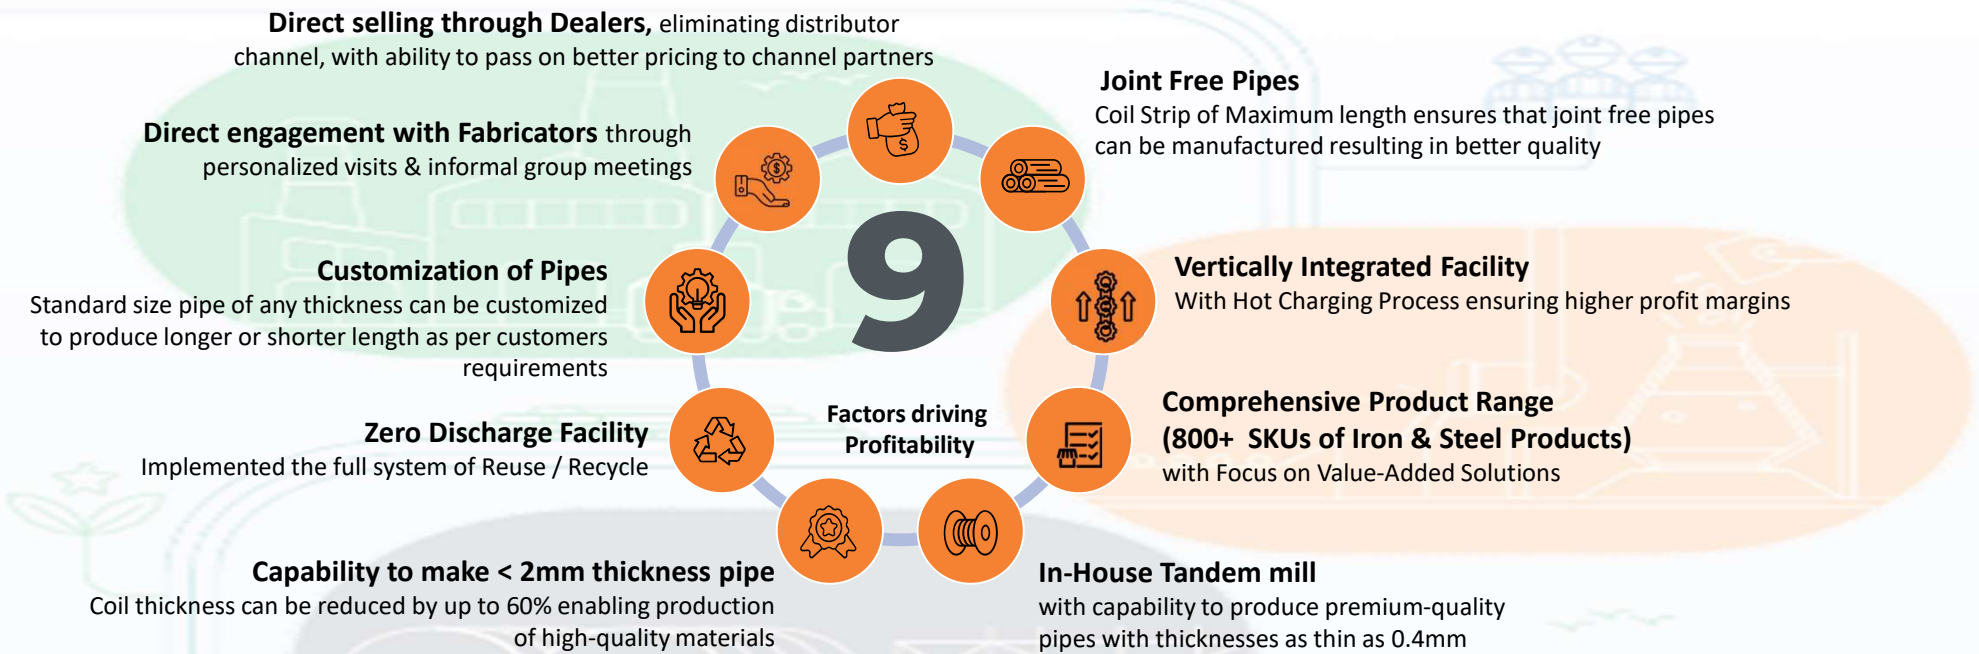 Direct selling through Dealers, eliminating distributor
channel, with ability to pass on better pricing to channel partners
Joint Free Pipes
Coil Strip of Maximum length ensures that joint free pipes
can be manufactured resulting in better quality
Vertically Integrated Facility
With Hot Charging Process ensuring higher profit margins
Comprehensive Product Range
(800+ SKUs of Iron & Steel Products)
with Focus on Value-Added Solutions
In-House Tandem mill
with capability to produce premium-quality
pipes with thicknesses as thin as 0.4mm
Capability to make < 2mm thickness pipe
Coil thickness can be reduced by up to 60% enabling production
of high-quality materials
Zero Discharge Facility
Implemented the full system of Reuse / Recycle
Customization of Pipes
Standard size pipe of any thickness can be customized
to produce longer or shorter length as per customers
requirements
Direct engagement with Fabricators through
personalized visits & informal group meetings
9
Factors driving
Profitability